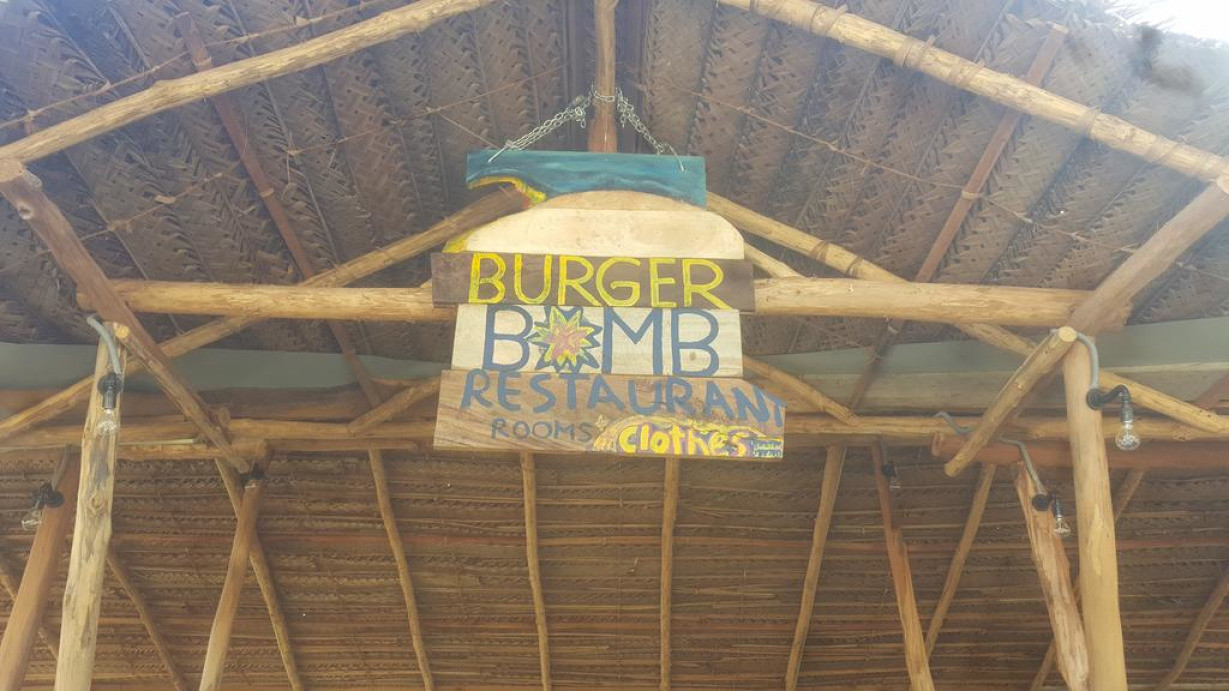 BURGER
BOMB
RESTAURANT
ROOMS & clothes